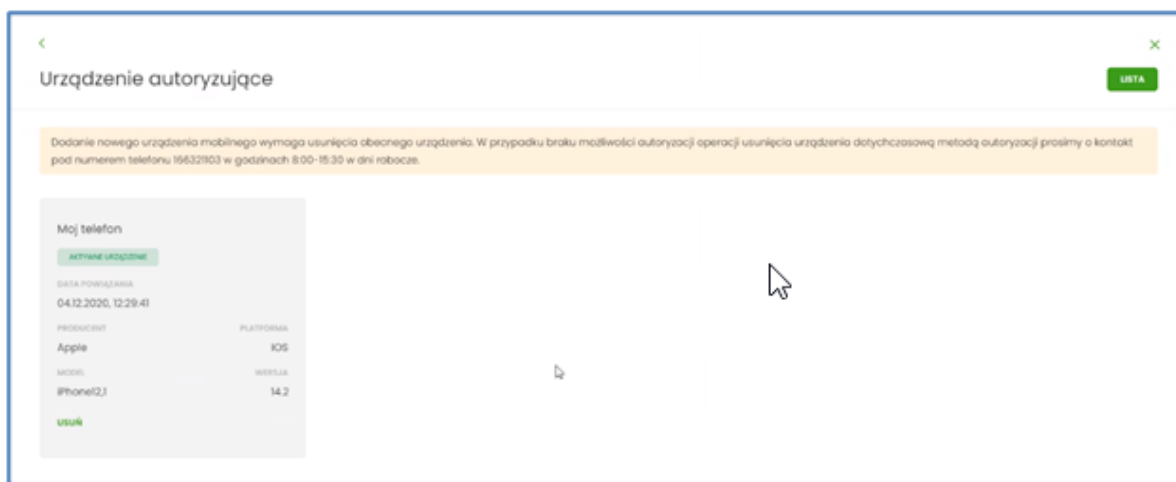 Urządzenie autoryzujące
LISTA
Dodanie nowego urządzenia mobilnego wymaga usunięcia obecnego urządzenia. W przypadku braku możliwości autoryzacji operacji usunięcia urządzenia dotychczasową metodą autoryzacji prosimy o kontakt
pod numerem telefonu 166321103 w godzinach 8:00-15:30 w dni robocze.
Moj telefon
AKTYWNE URZĄDZENIE
DATA POWIĄZANIA
04.12.2020, 12:29:41
PRODUCENT PLATFORMA
Apple IOS
MODEL WERSJA
iPhone12,1 14.2
USUŃ